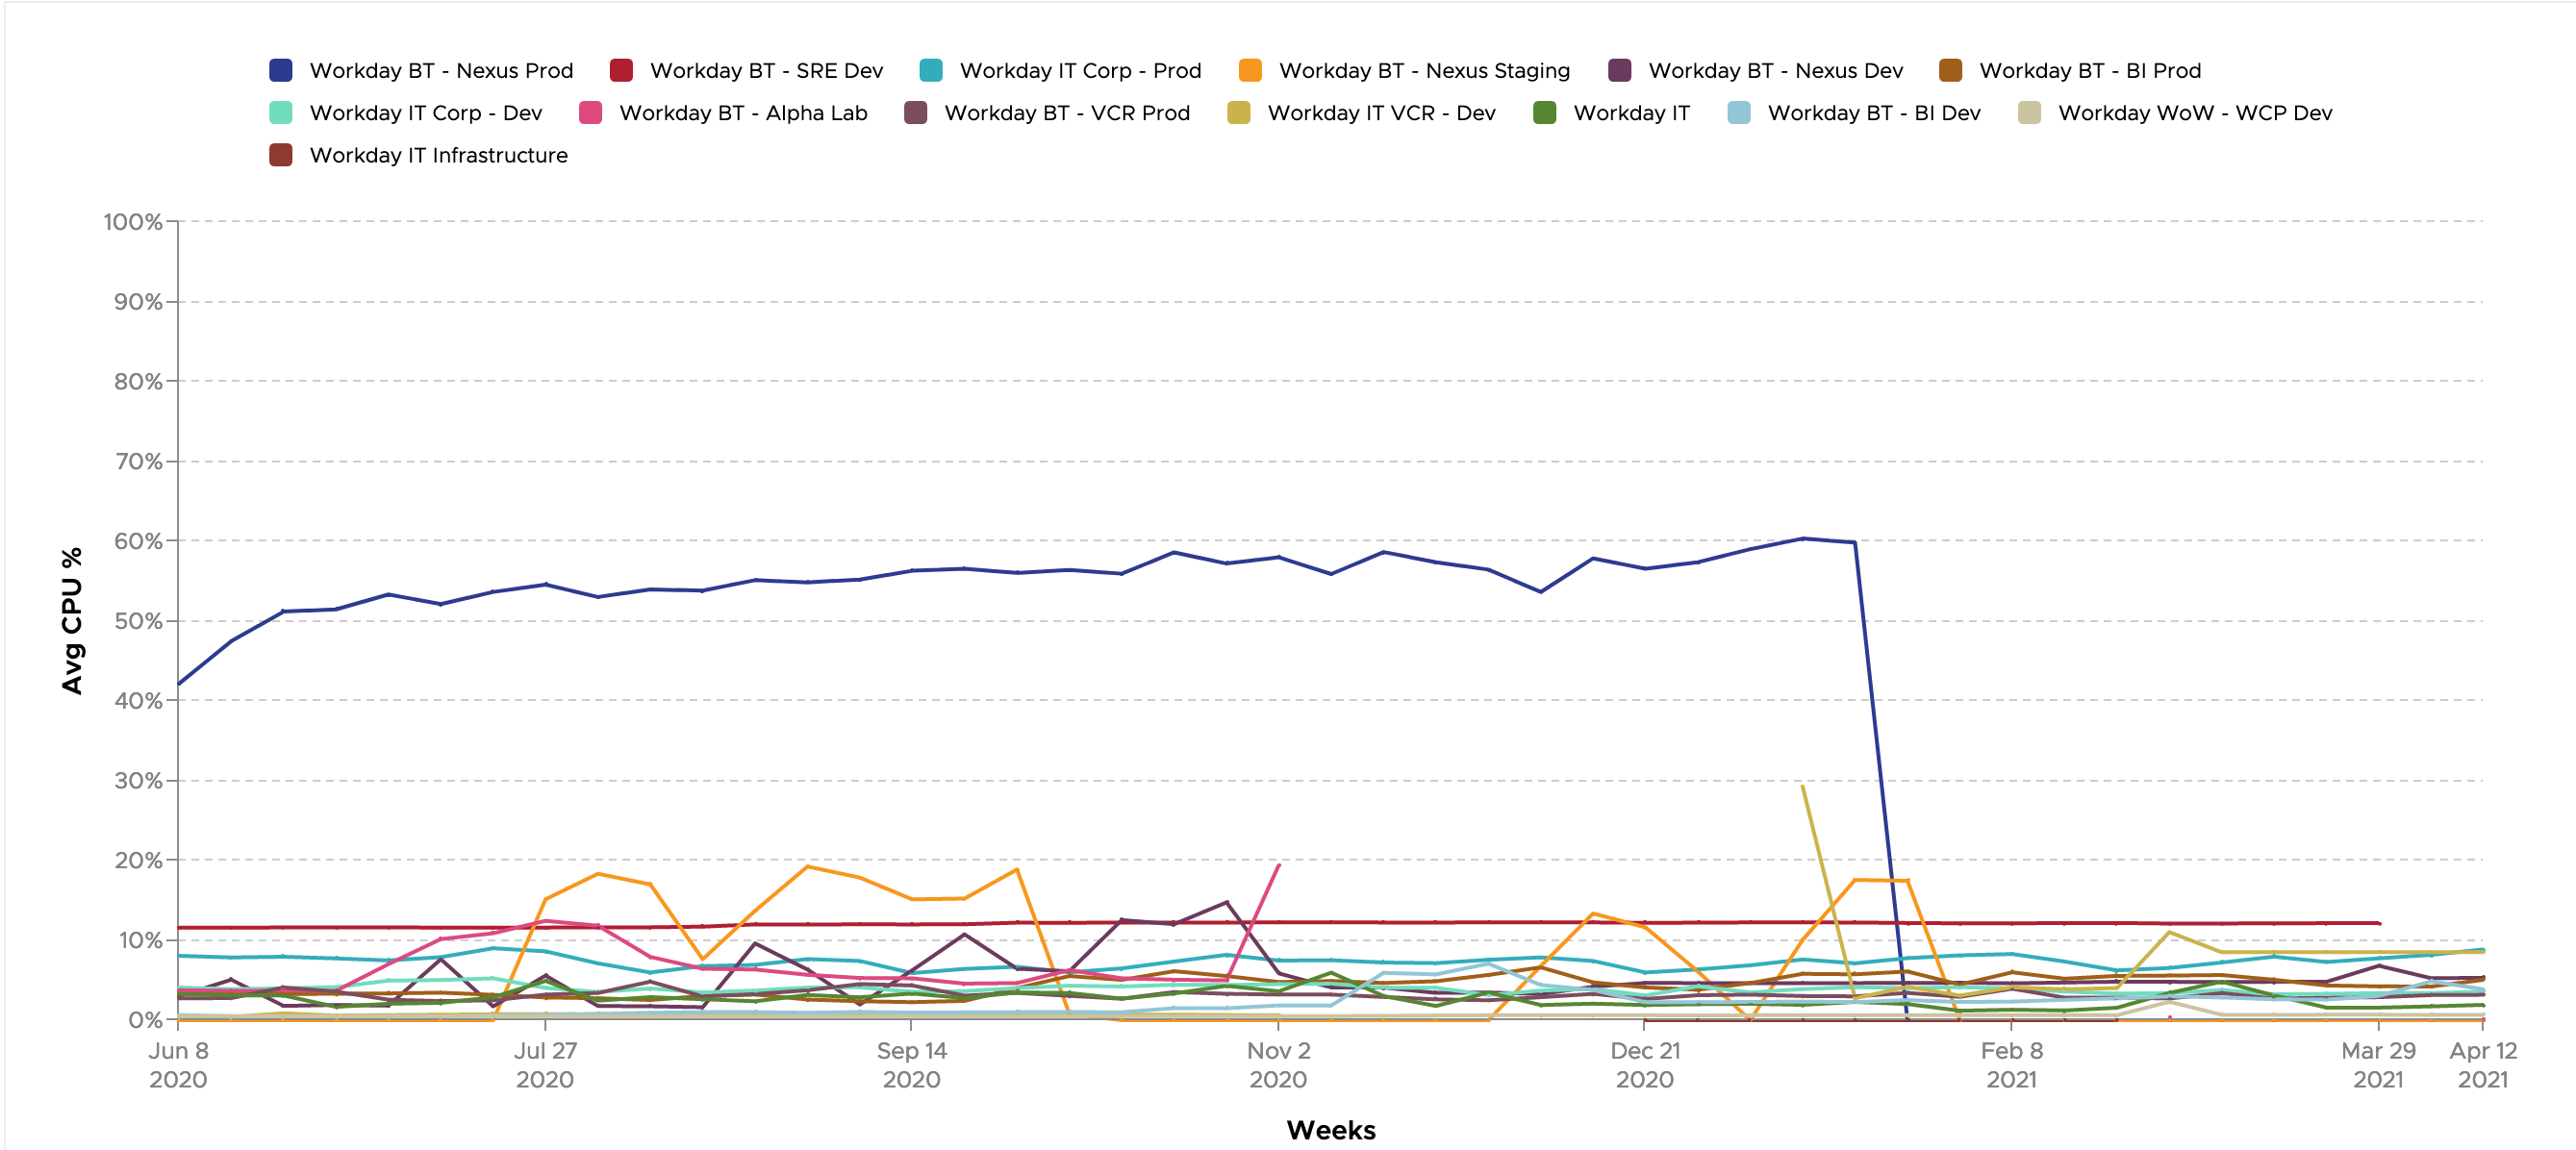 Workday BT - Nexus Prod Workday BT - SRE Dev Workday IT Corp - Prod Workday BT - Nexus Staging Workday BT - Nexus Dev Workday BT - BI Prod
Workday IT Corp - Dev Workday BT - Alpha Lab Workday BT - VCR Prod Workday IT VCR - Dev Workday IT Workday BT - BI Dev Workday WoW - WCP Dev
Workday IT Infrastructure
100%
90%
80%
70%
60%
50%
40%
30%
20%
10%
0%
Avg CPU %
Jun 8 Jul 27 Sep 14 Nov 2 Dec 21 Feb 8 Mar 29 Apr 12
2020 2020 2020 2020 2020 2021 2021 2021
Weeks